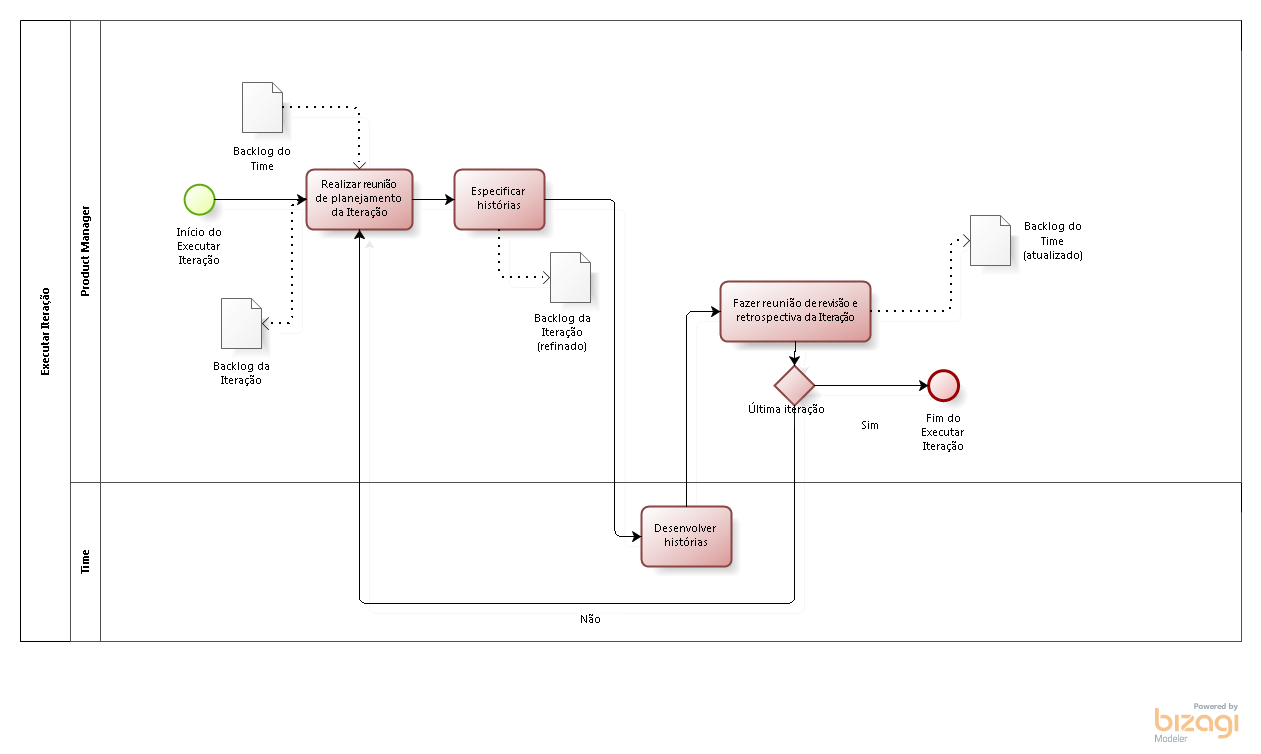 Executar Iteração
Product Manager
Backlog do
Time
Realizar reunião
de planejamento
da Iteração
Especificar
histórias
Início do
Executar
Iteração
Backlog da
Iteração
Backlog da
Iteração
(refinado)
Backlog do
Time
(atualizado)
Fazer reunião de revisão e
retrospectiva da Iteração
Última iteração
Sim
Fim do
Executar
Iteração
Time
Desenvolver
histórias
Não
Powered by
bizagi
Modeler